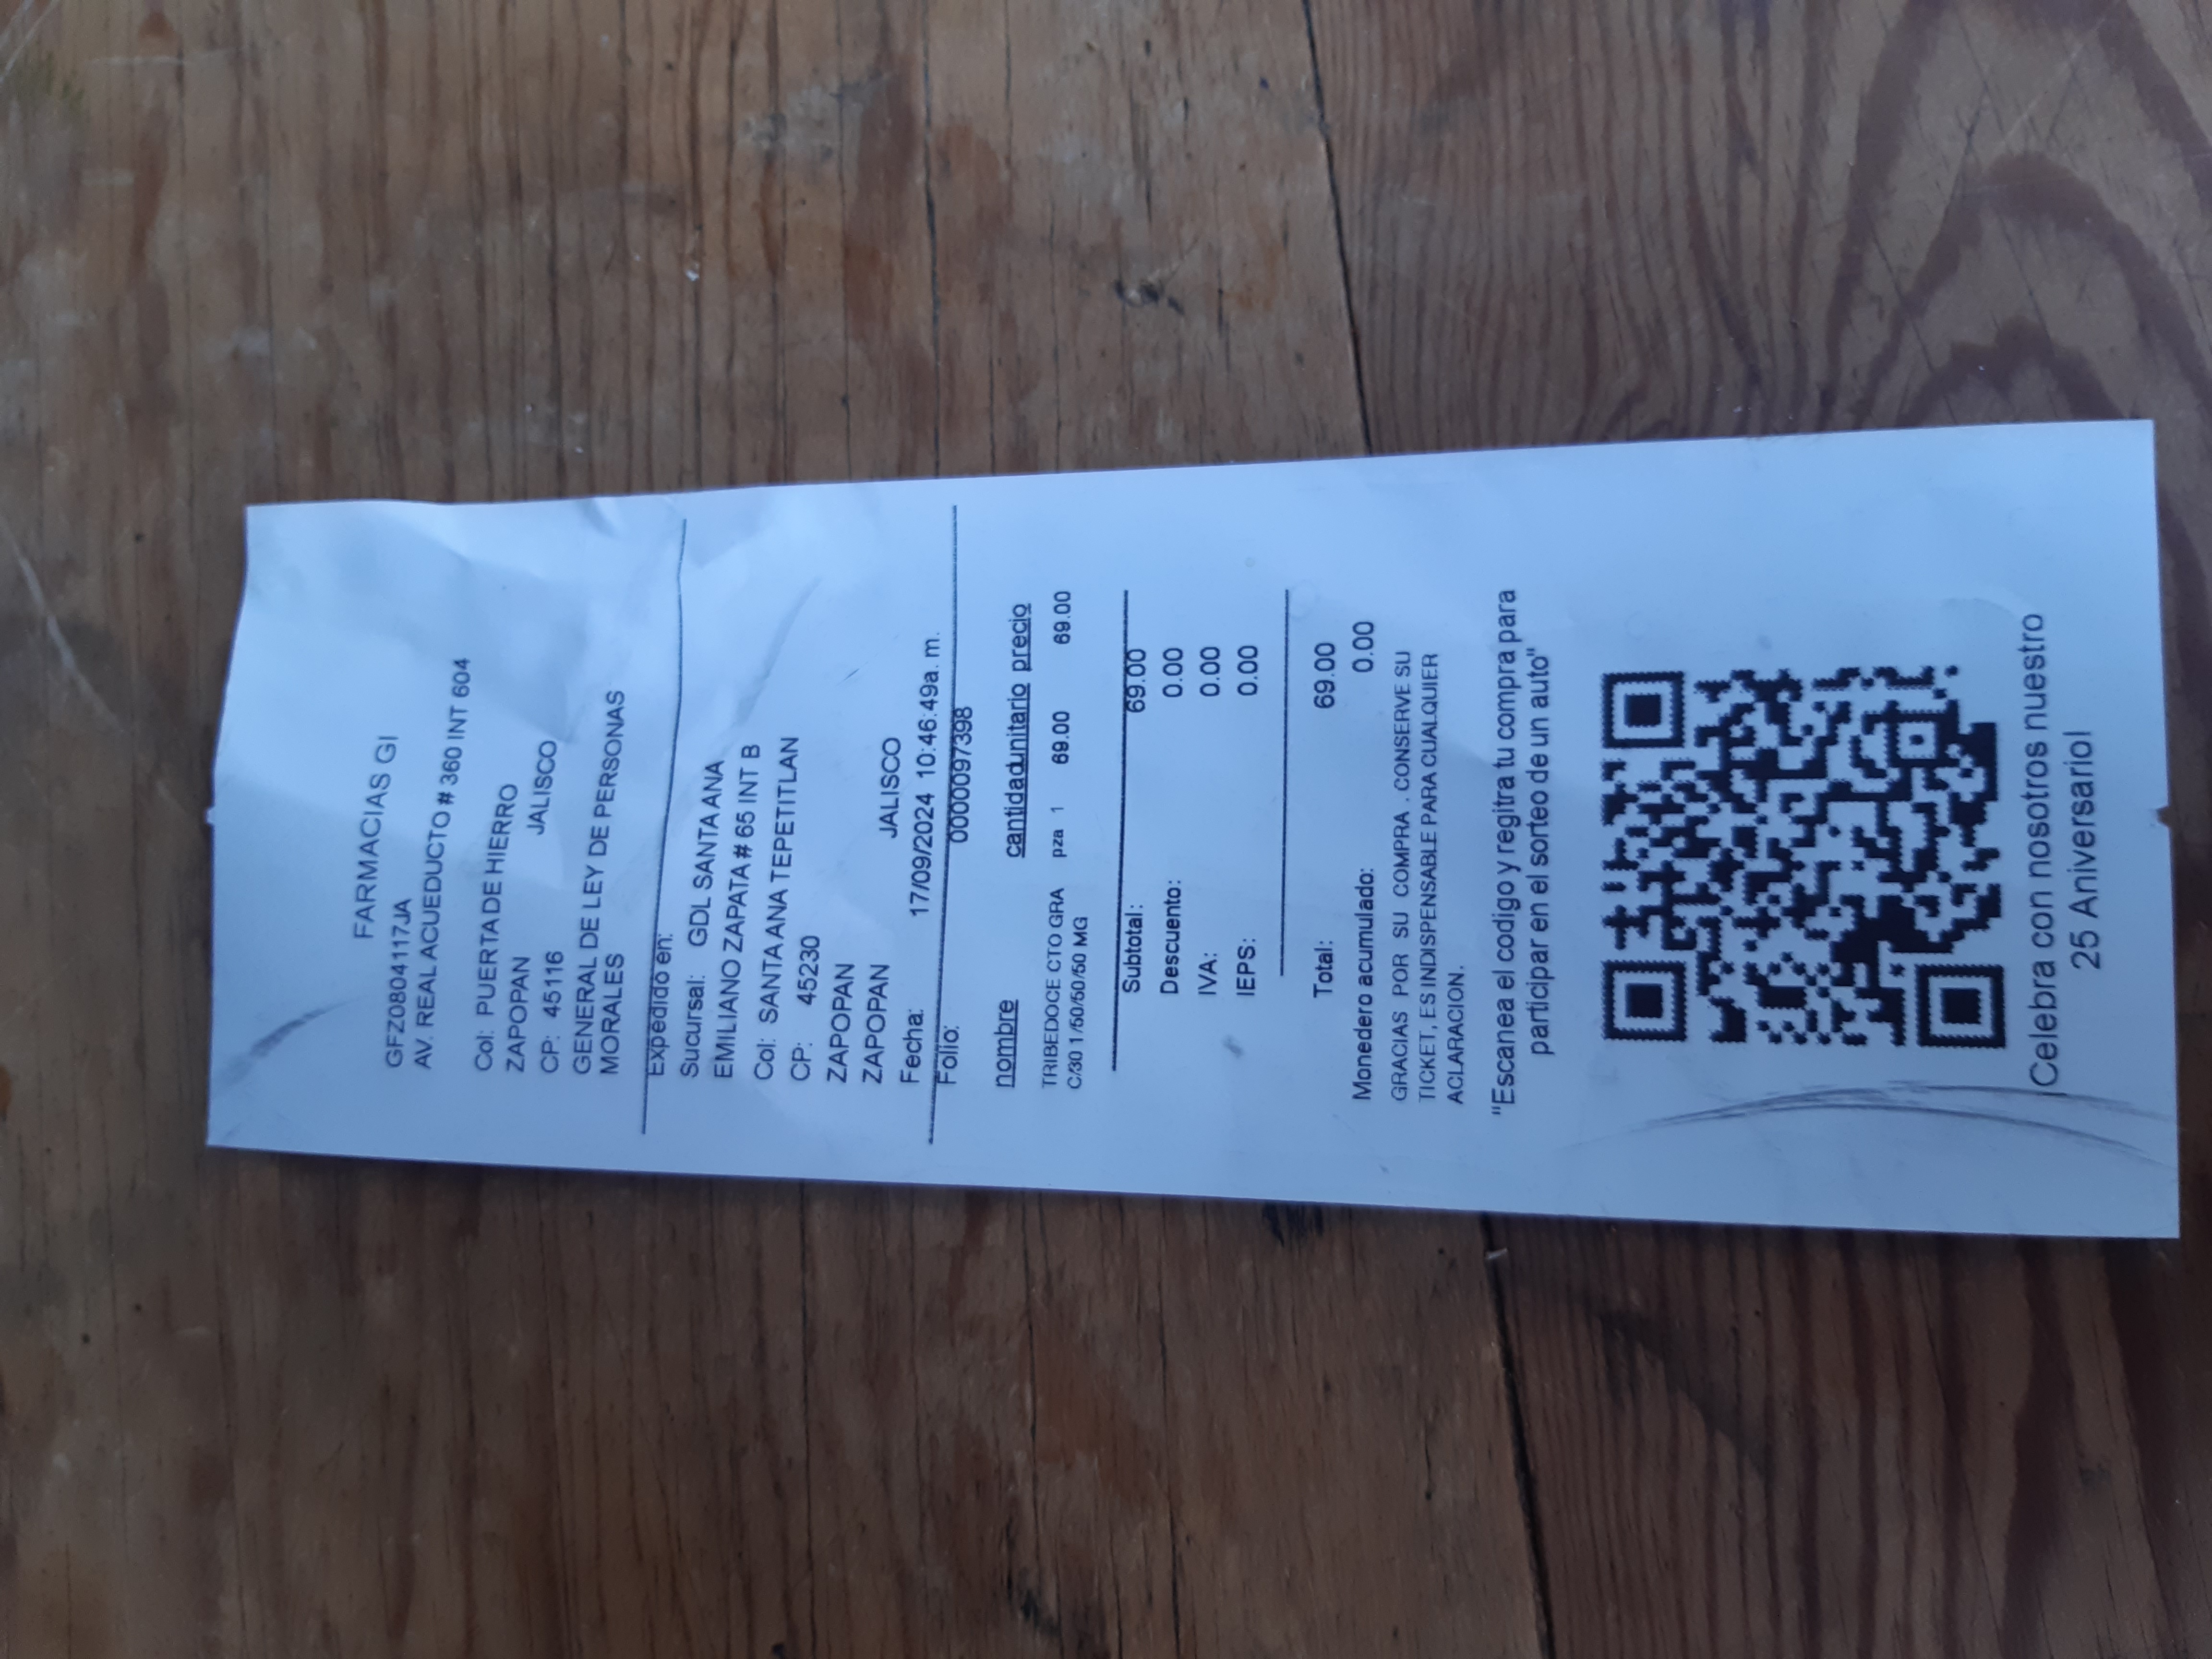 FARMACIAS GI
GFZ0804117JA
AV. REAL ACUEDUCTO # 360 INT 604
Col: PUERTA DE HIERRO
ZAPOPAN JALISCO
CP: 45116
GENERAL DE LEY DE PERSONAS
MORALES
Expedido en:
Sucursal: GDL SANTA ANA
EMILIANO ZAPATA # 65 INT B
Col: SANTA ANA TEPETITLAN
CP: 45230
ZAPOPAN
ZAPOPAN JALISCO
Fecha: 17/09/2024 10:46:49a. m.
Folio: 0000097398
nombre cantidadunitario precio
TRIBEDOCE CTO GRA pza 1 69.00 69.00
C/30 1/50/50/50 MG
Subtotal: 69.00
Descuento: 0.00
IVA: 0.00
IEPS: 0.00
Total: 69.00
Monedero acumulado: 0.00
GRACIAS POR SU COMPRA . CONSERVE SU
TICKET, ES INDISPENSABLE PARA CUALQUIER
ACLARACION.
"Escanea el codigo y regitra tu compra para
participar en el sorteo de un auto"
¡Celebra con nosotros nuestro
25 Aniversario!